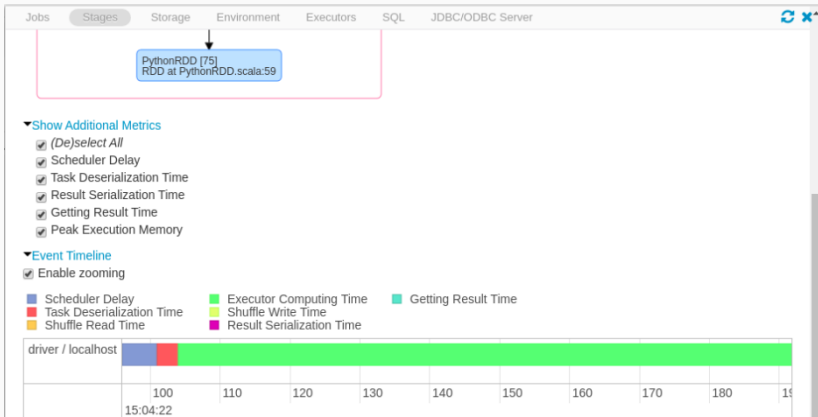 Jobs Stages Storage Environment Executors SQL JDBC/ODBC Server
PythonRDD [75]
RDD at PythonRDD.scala:59
Show Additional Metrics
(De)select All
Scheduler Delay
Task Deserialization Time
Result Serialization Time
Getting Result Time
Peak Execution Memory
Event Timeline
Enable zooming
Scheduler Delay Executor Computing Time Getting Result Time
Task Deserialization Time Shuffle Write Time
Shuffle Read Time Result Serialization Time
driver / localhost
100 110 120 130 140 150 160 170 180
15:04:22